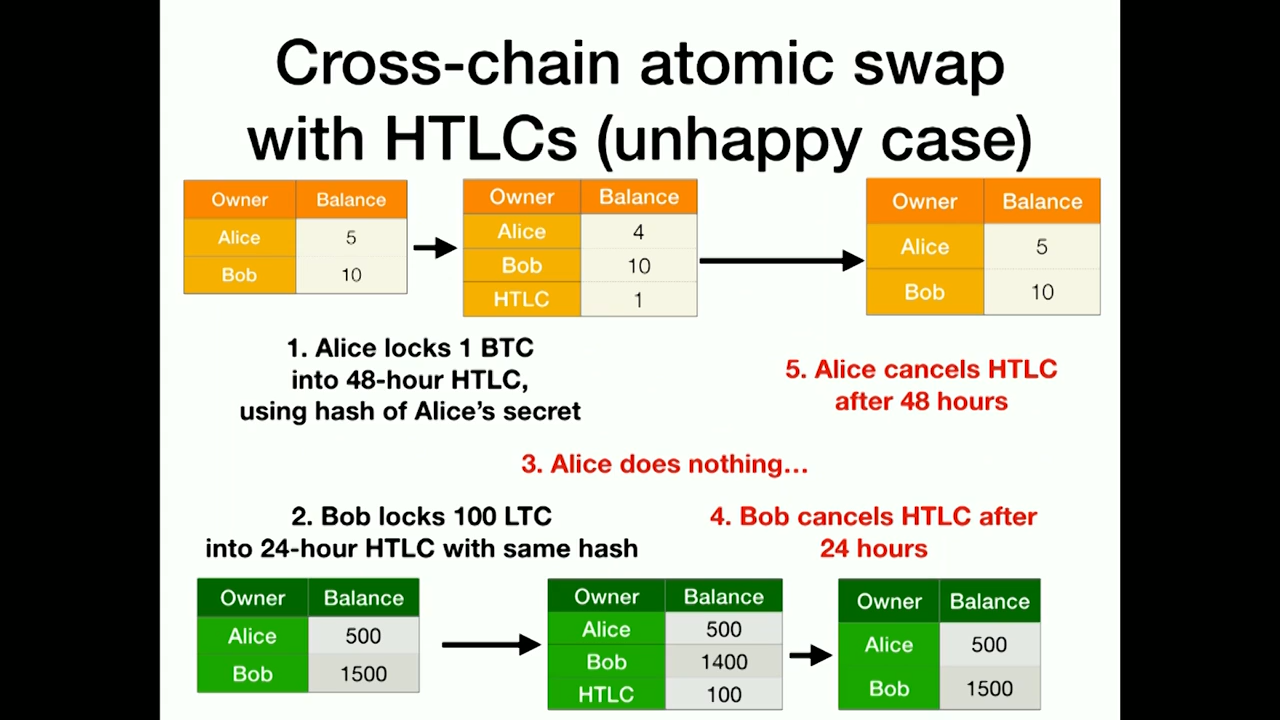 Cross-chain atomic swap
with HTLCs (unhappy case)
Owner Balance
Alice 5
Bob 10
Owner Balance
Alice 4
Bob 10
HTLC 1
Owner Balance
Alice 5
Bob 10
1. Alice locks 1 BTC
into 48-hour HTLC,
using hash of Alice’s secret
5. Alice cancels HTLC
after 48 hours
3. Alice does nothing…
2. Bob locks 100 LTC
into 24-hour HTLC with same hash
4. Bob cancels HTLC after
24 hours
Owner Balance
Alice 500
Bob 1500
Owner Balance
Alice 500
Bob 1400
HTLC 100
Owner Balance
Alice 500
Bob 1500